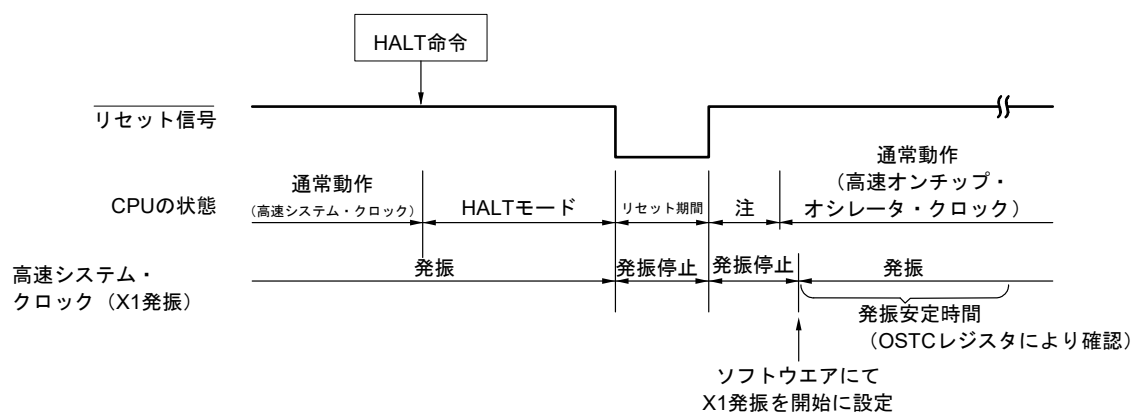 HALT命令
リセット信号
CPUの状態
通常動作
（高速システム・クロック）
HALTモード
リセット期間
注
通常動作
（高速オンチップ・
オシレータ・クロック）
高速システム・
クロック（X1発振）
発振
発振停止
発振停止
発振
発振安定時間
（OSTCレジスタにより確認）
ソフトウエアにて
X1発振を開始に設定